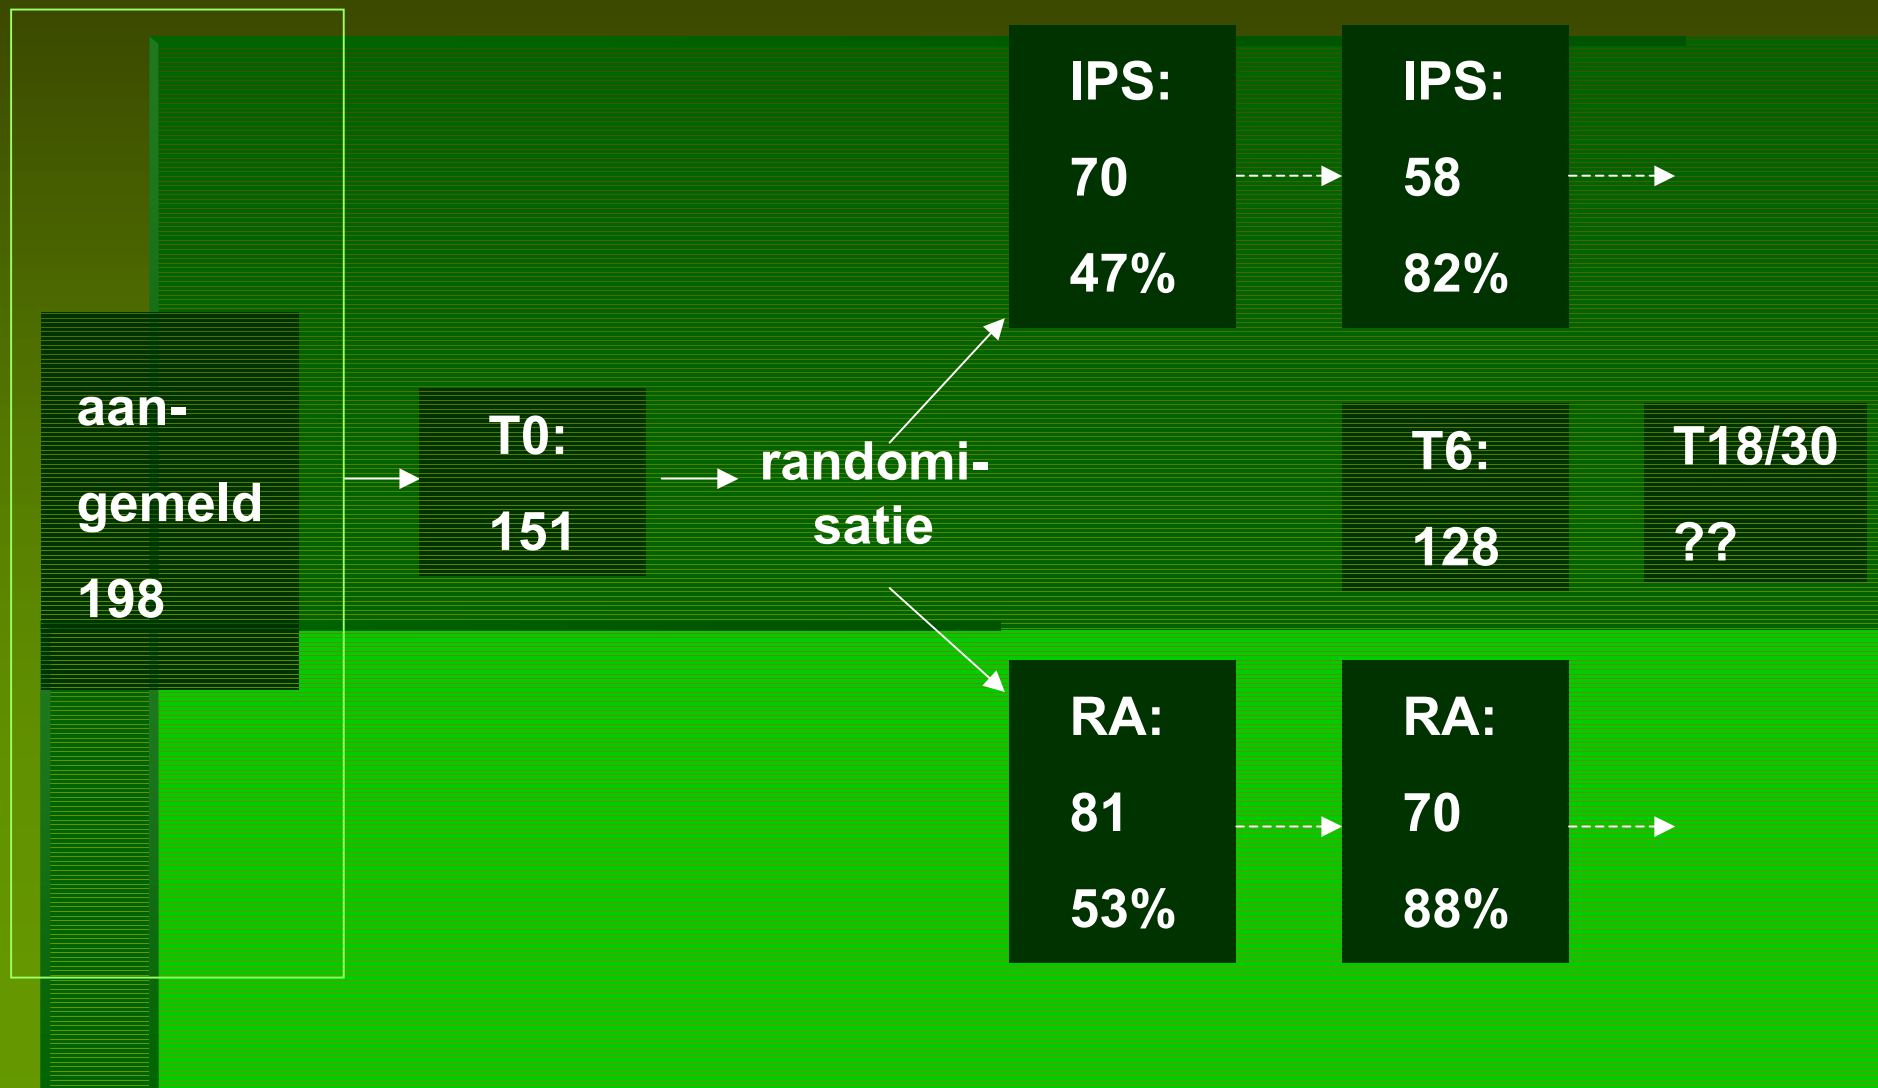 aan-
gemeld
198
T0:
151
randomi-
satie
IPS:
70
47%
IPS:
58
82%
T6:
128
T18/30
??
RA:
81
53%
RA:
70
88%